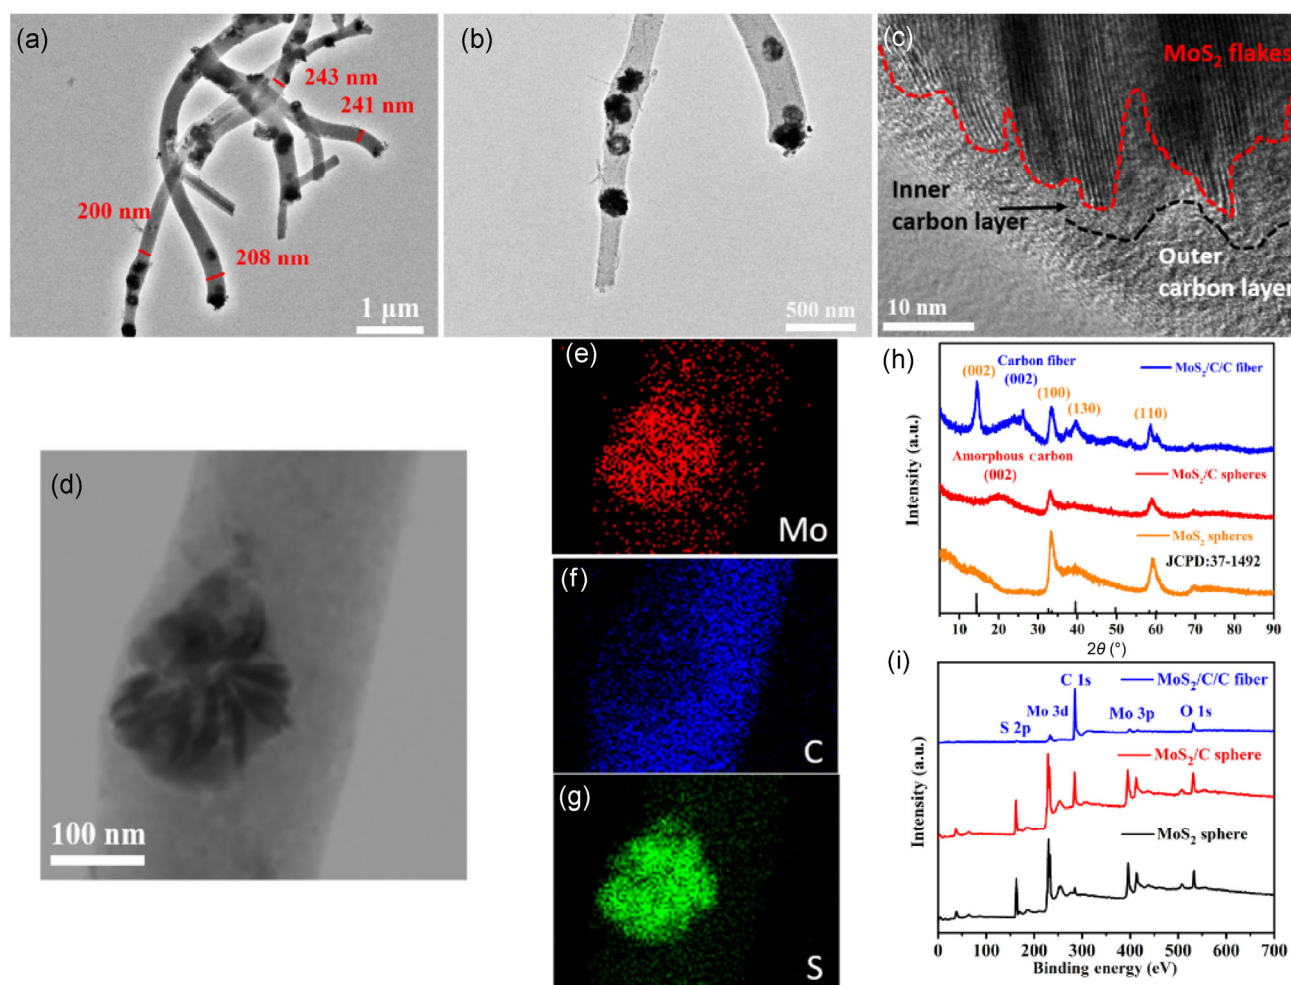 (a)
243 nm
241 nm
200 nm
208 nm
1 μm
(b)
500 nm
(c)
MoS2 flakes
Inner
carbon layer
Outer
carbon layer
10 nm
(d)
100 nm
(e)
Mo
(f)
C
(g)
S
(h)
Intensity (a.u.)
(002)
Carbon fiber
(002)
(100)
(130)
(110)
MoS2/C/C fiber
Amorphous carbon
(002)
MoS2/C spheres
MoS2 spheres
JCPD:37-1492
10 20 30 40 50 60 70 80 90
2θ (°)
(i)
Intensity (a.u.)
S 2p
Mo 3d
C 1s
Mo 3p
O 1s
MoS2/C/C fiber
MoS2/C sphere
MoS2 sphere
0 100 200 300 400 500 600 700
Binding energy (eV)